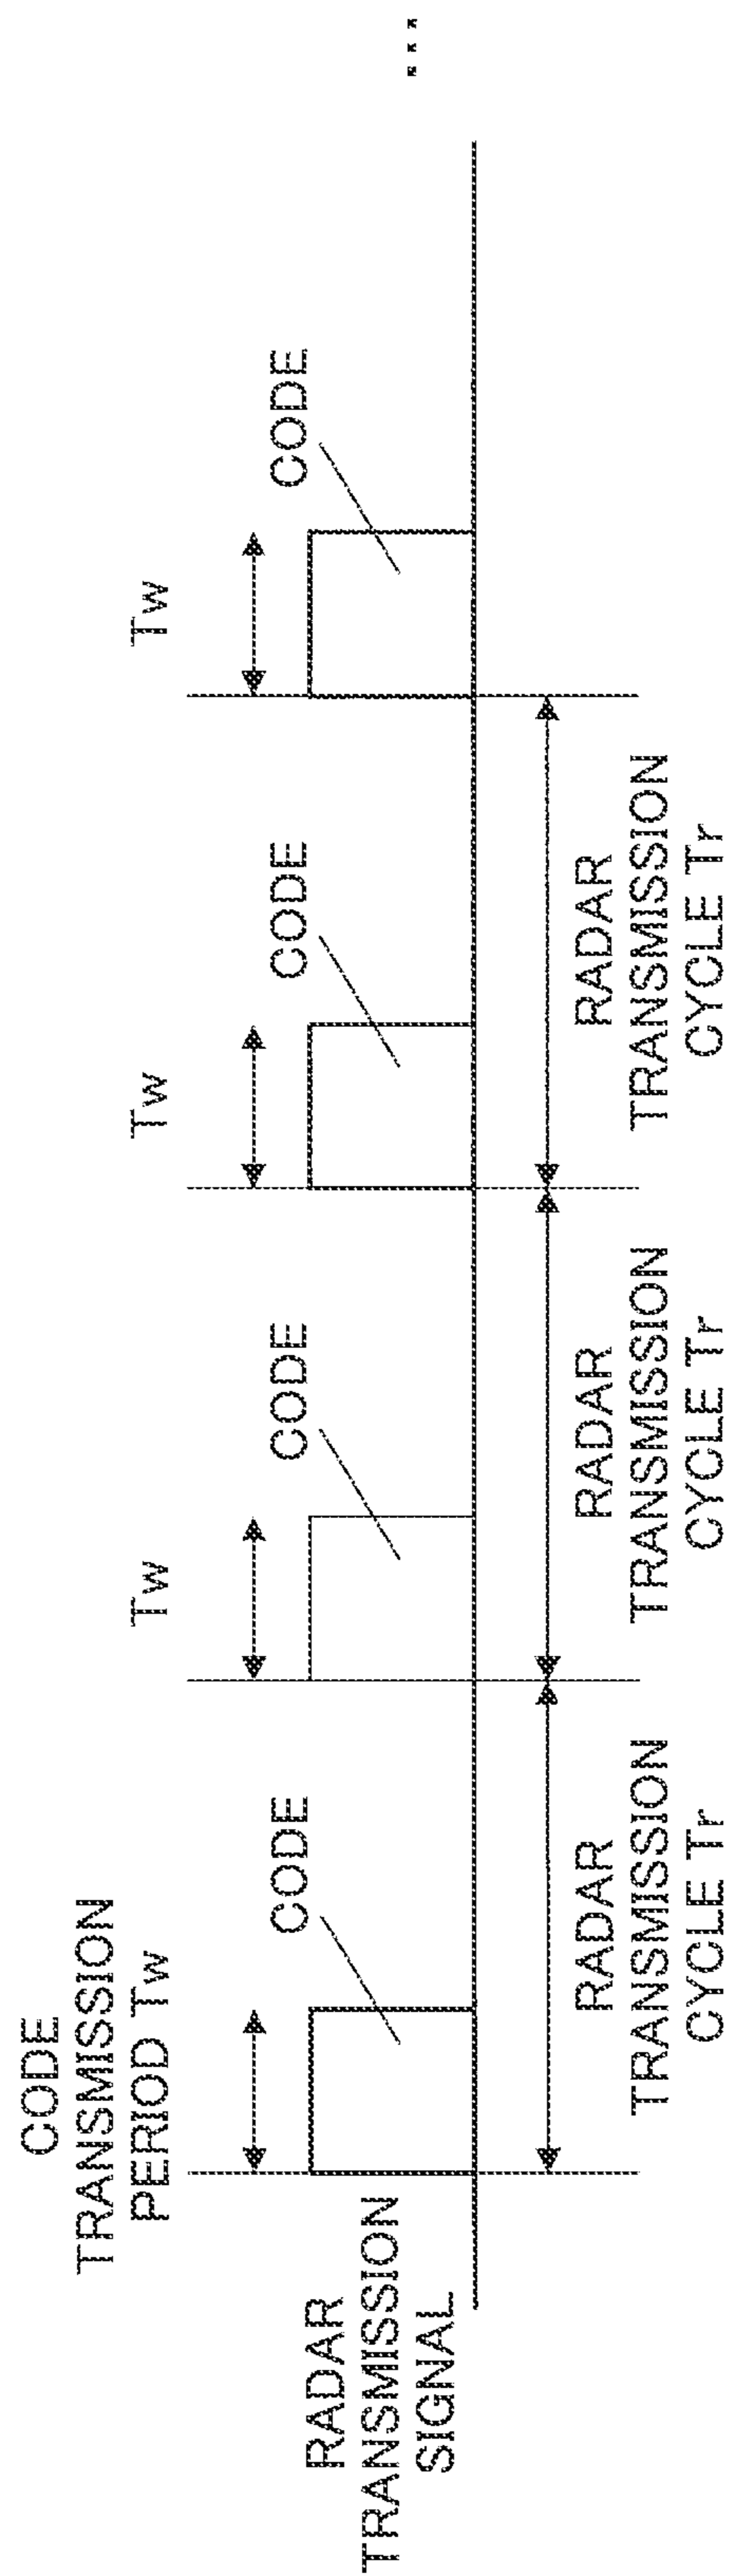 CODE
TRANSMISSION
PERIOD Tw
Tw
Tw
Tw
CODE
CODE
CODE
CODE
RADAR
TRANSMISSION
SIGNAL
...
RADAR
TRANSMISSION
CYCLE Tr
RADAR
TRANSMISSION
CYCLE Tr
RADAR
TRANSMISSION
CYCLE Tr